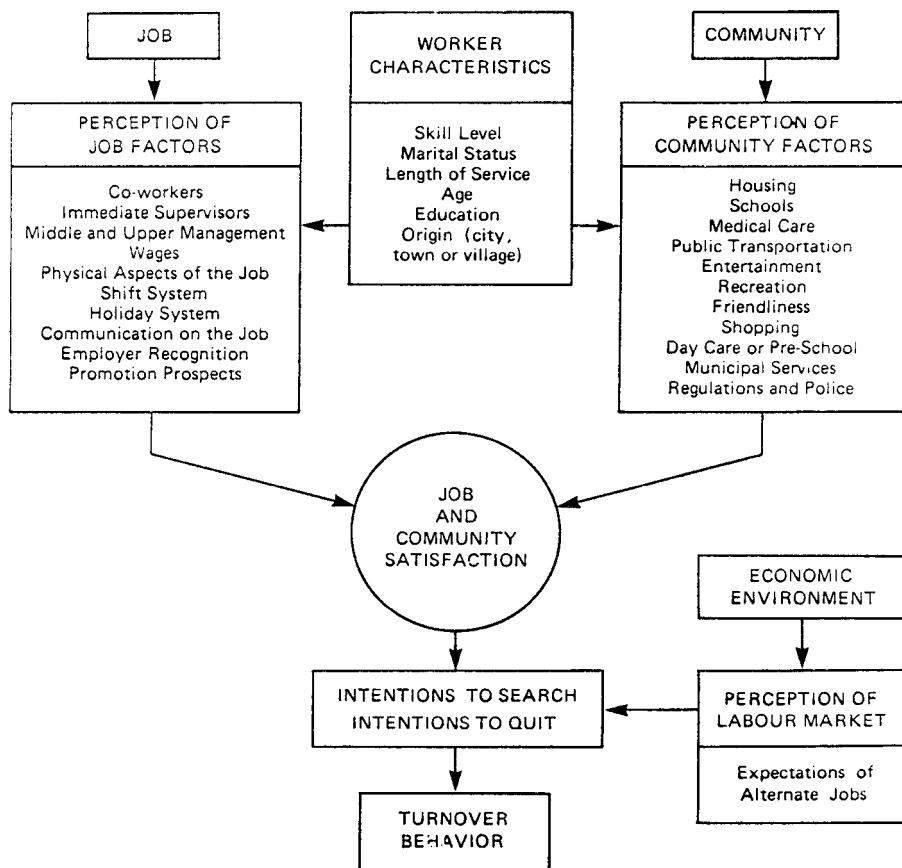 JOB
PERCEPTION OF
JOB FACTORS
Co-workers
Immediate Supervisors
Middle and Upper Management
Wages
Physical Aspects of the Job
Shift System
Holiday System
Communication on the Job
Employer Recognition
Promotion Prospects
WORKER
CHARACTERISTICS
Skill Level
Marital Status
Length of Service
Age
Education
Origin (city,
town or village)
COMMUNITY
PERCEPTION OF
COMMUNITY FACTORS
Housing
Schools
Medical Care
Public Transportation
Entertainment
Recreation
Friendliness
Shopping
Day Care or Pre-School
Municipal Services
Regulations and Police
JOB
AND
COMMUNITY
SATISFACTION
ECONOMIC
ENVIRONMENT
PERCEPTION OF
LABOUR MARKET
Expectations of
Alternate Jobs
INTENTIONS TO SEARCH
INTENTIONS TO QUIT
TURNOVER
BEHAVIOR